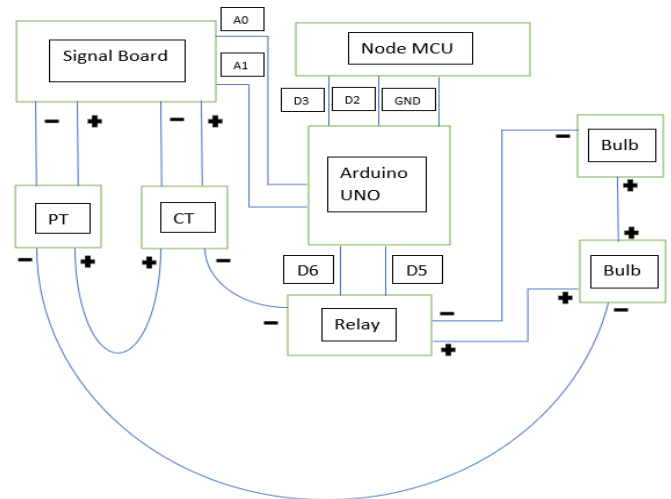 A0
Signal Board
Node MCU
A1
D3
D2
GND
- + - +
Arduino
UNO
-
Bulb
+
PT
CT
+
- + + -
D6
D5
Bulb
+ -
- Relay -
+